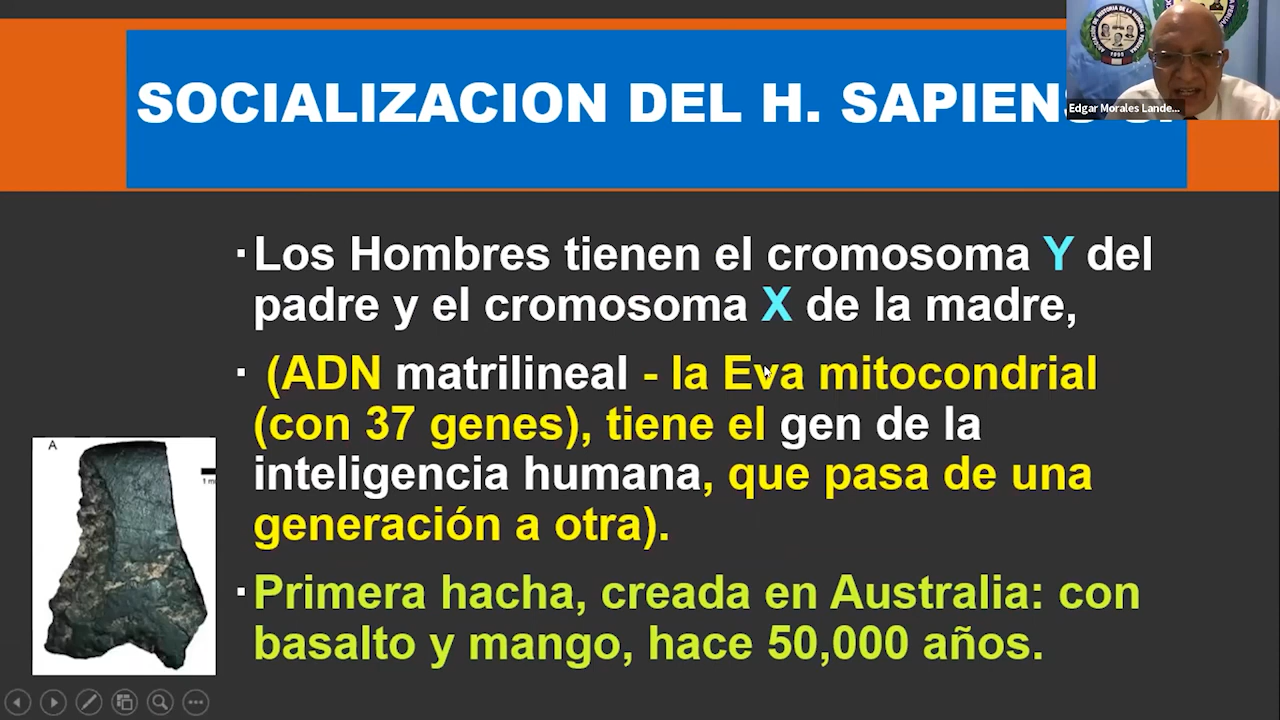 SOCIALIZACION DEL H. SAPIENS
Edgar Morales Lande...
· Los Hombres tienen el cromosoma Y del
padre y el cromosoma X de la madre,
· (ADN matrilineal - la Eva mitocondrial
(con 37 genes), tiene el gen de la
inteligencia humana, que pasa de una
generación a otra).
A
1 m
· Primera hacha, creada en Australia: con
basalto y mango, hace 50,000 años.